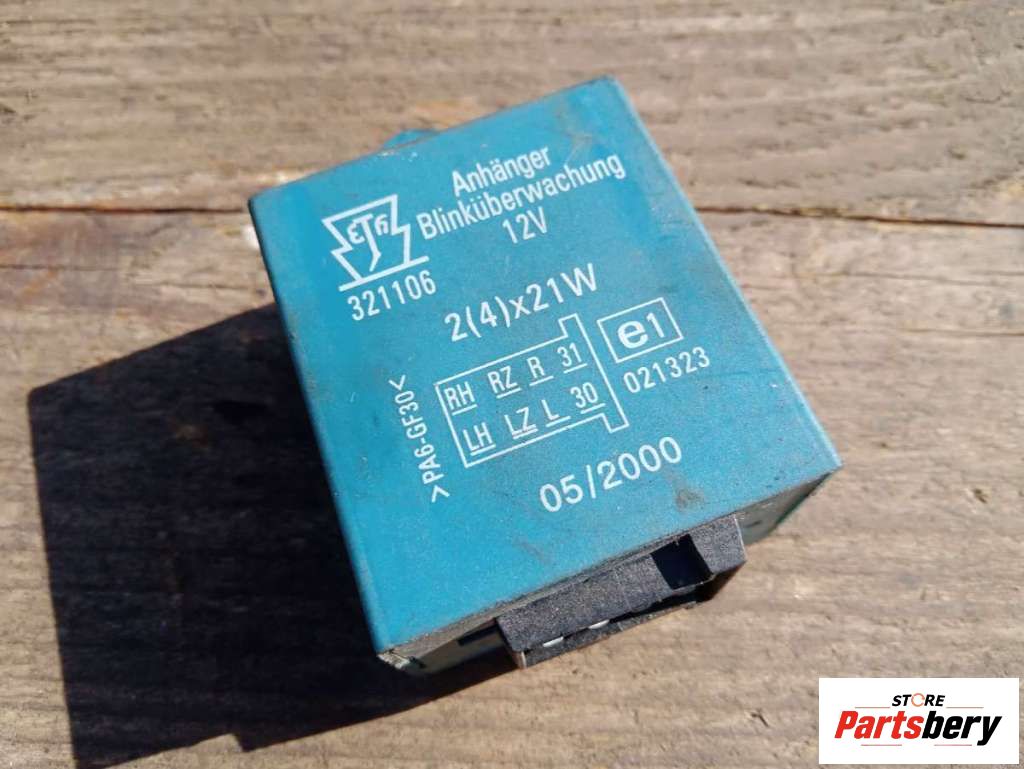 Anhänger
Blinküberwachung
12V
321106
2(4)x21W
RH RZ R 31
LH LZ L 30
e1
021323
>PA6-GF30<
05/2000
STORE
Partsbery